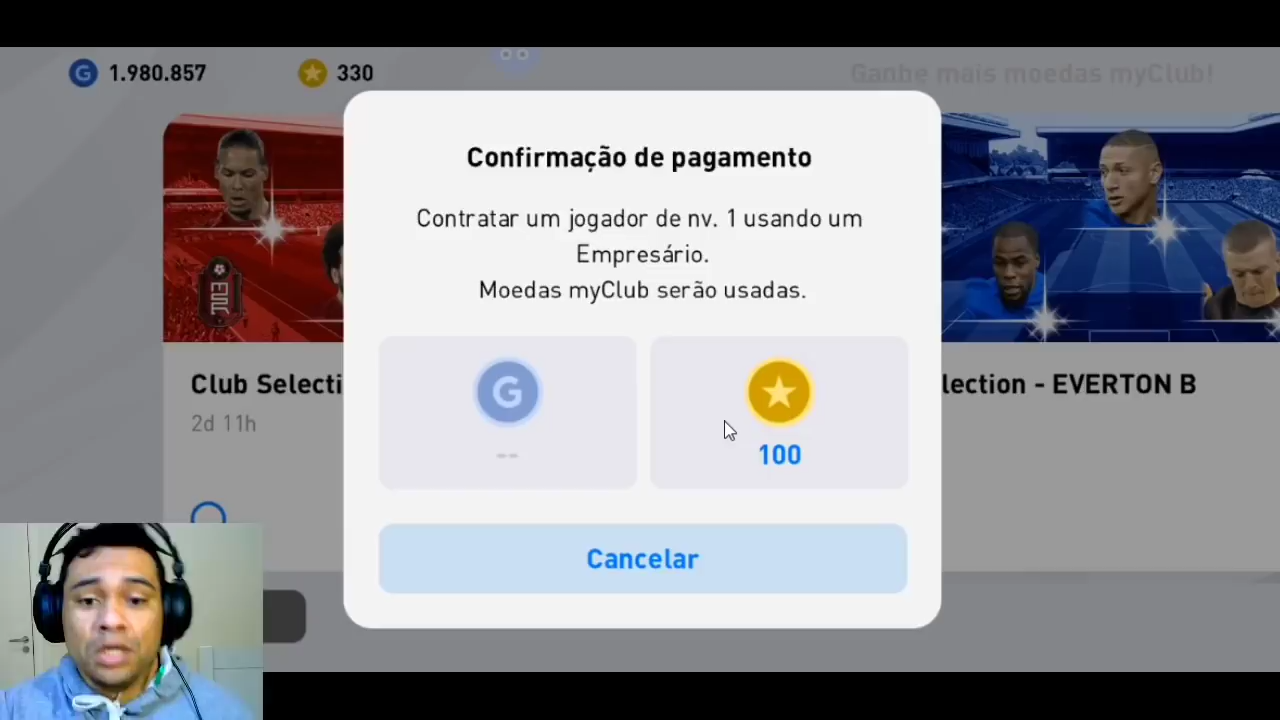 G 1.980.857
330
Ganhe mais moedas myClub!
Confirmação de pagamento
Contratar um jogador de nv. 1 usando um
Empresário.
Moedas myClub serão usadas.
G
--
100
Club Selecti
2d 11h
lection - EVERTON B
Cancelar